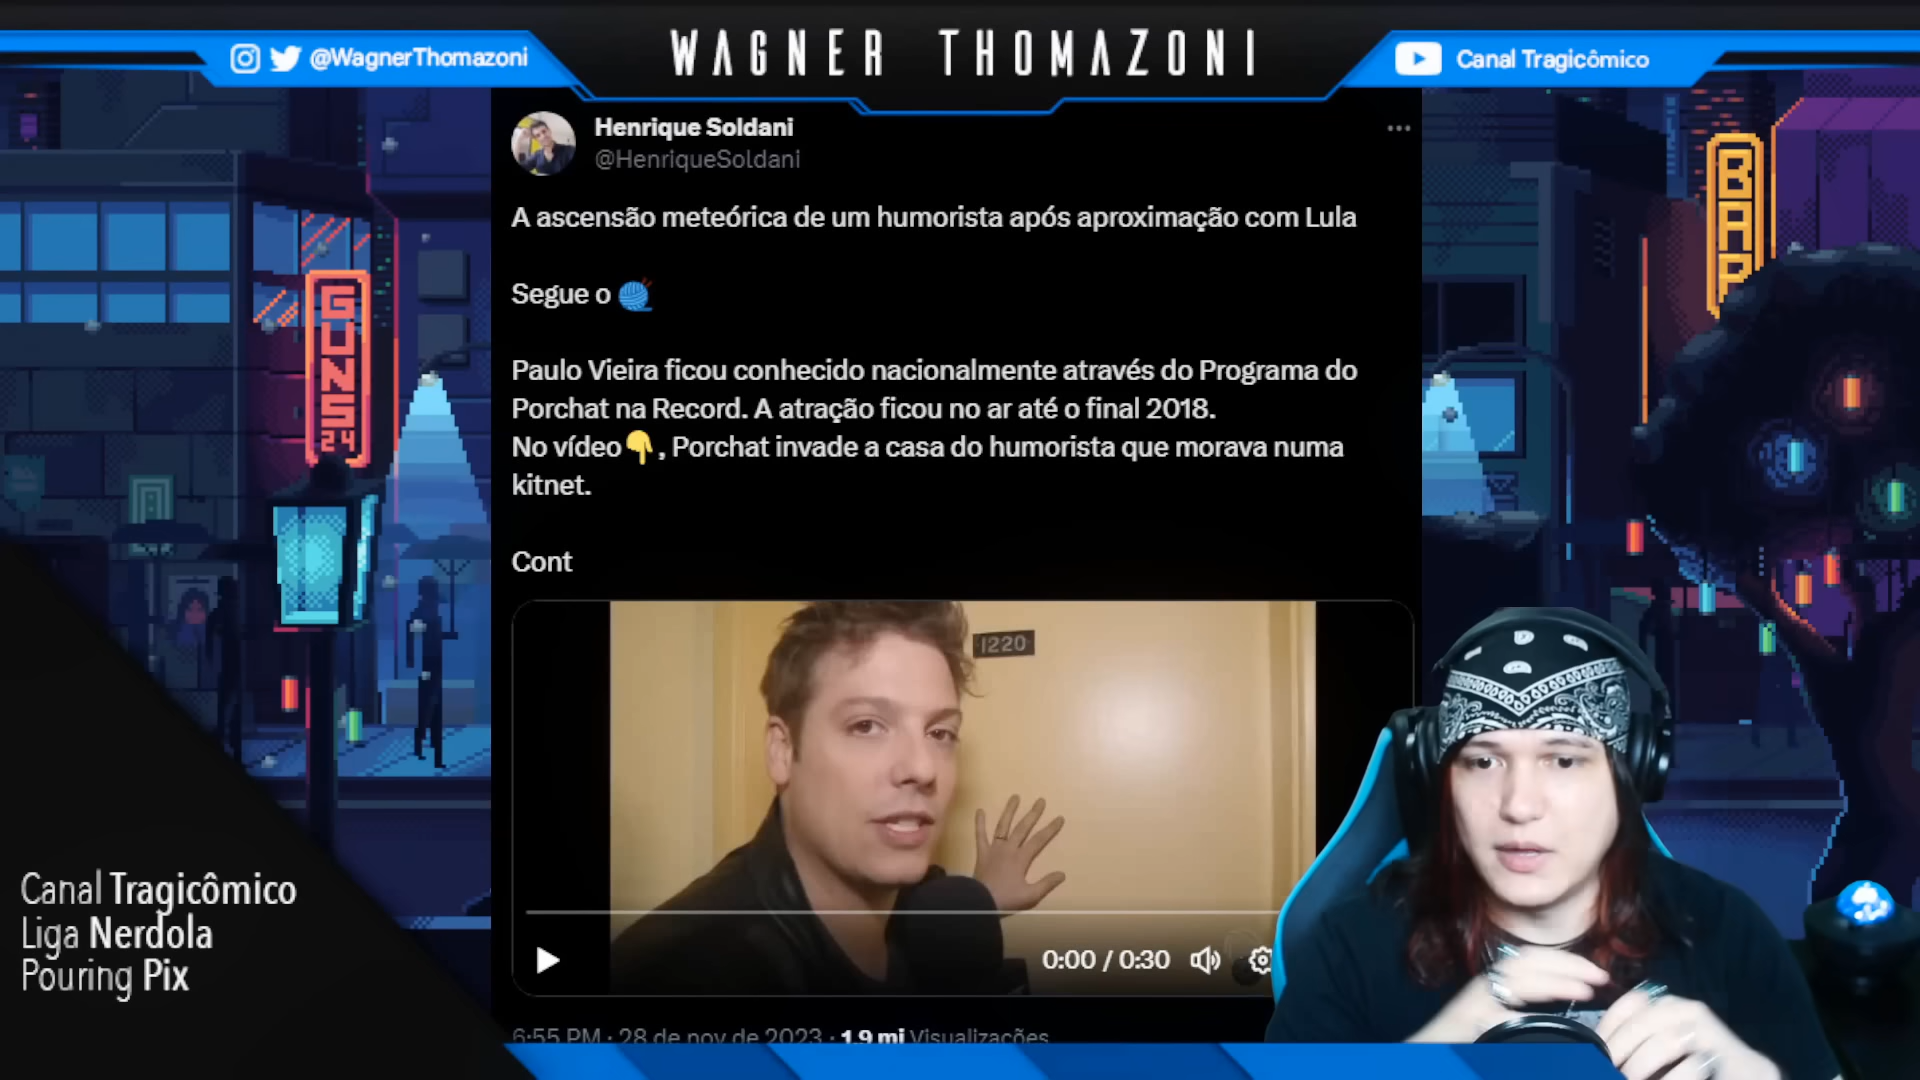 @WagnerThomazoni
WAGNER THOMAZONI
Canal Tragicômico
Henrique Soldani
@HenriqueSoldani
A ascensão meteórica de um humorista após aproximação com Lula
Segue o
Paulo Vieira ficou conhecido nacionalmente através do Programa do
Porchat na Record. A atração ficou no ar até o final 2018.
No vídeo👇, Porchat invade a casa do humorista que morava numa
kitnet.
Cont
1220
0:00 / 0:30
6:55 PM · 28 de nov de 2023 · 1,9 mi Visualizações
GUNS
24
BAR
Canal Tragicômico
Liga Nerdola
Pouring Pix